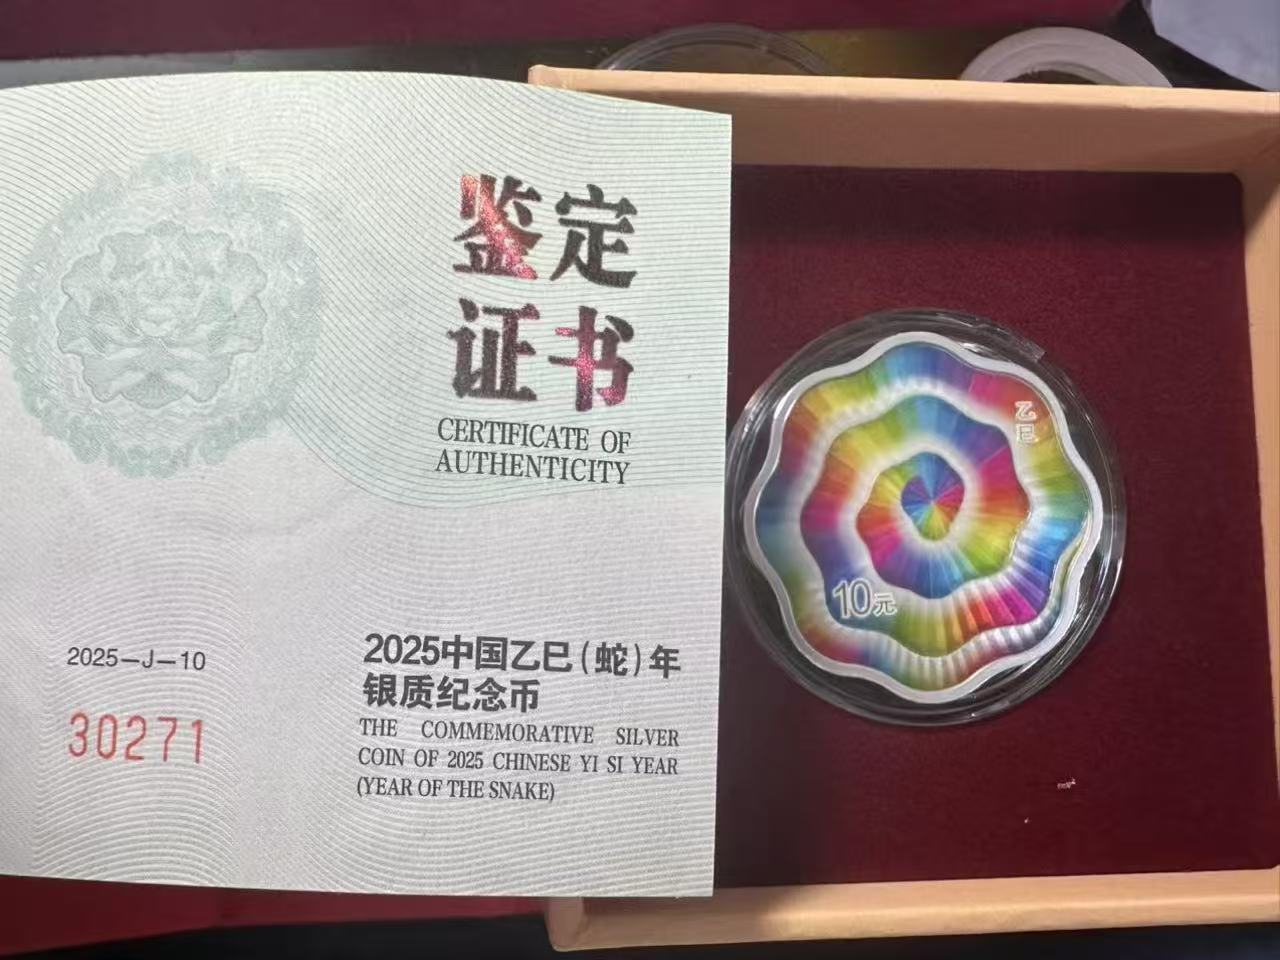 鉴定
证书
CERTIFICATE OF
AUTHENTICITY
2025-J-10
30271
2025中国乙巳(蛇)年
银质纪念币
THE COMMEMORATIVE SILVER
COIN OF 2025 CHINESE YI SI YEAR
(YEAR OF THE SNAKE)
乙
巳
10元